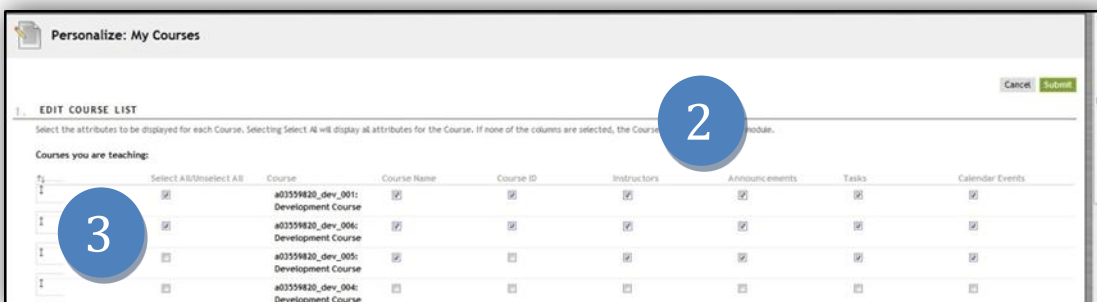 Personalize: My Courses
Cancel Submit
1. EDIT COURSE LIST
Select the attributes to be displayed for each Course. Selecting Select All will display all attributes for the Course. If none of the columns are selected, the Course module.
2
Courses you are teaching:
Select All/Unselect All Course Course Name Course ID Instructors Announcements Tasks Calendar Events
a03559820_dev_001:
Development Course
a03559820_dev_006:
Development Course
3
a03559820_dev_005:
Development Course
a03559820_dev_004:
Development Course